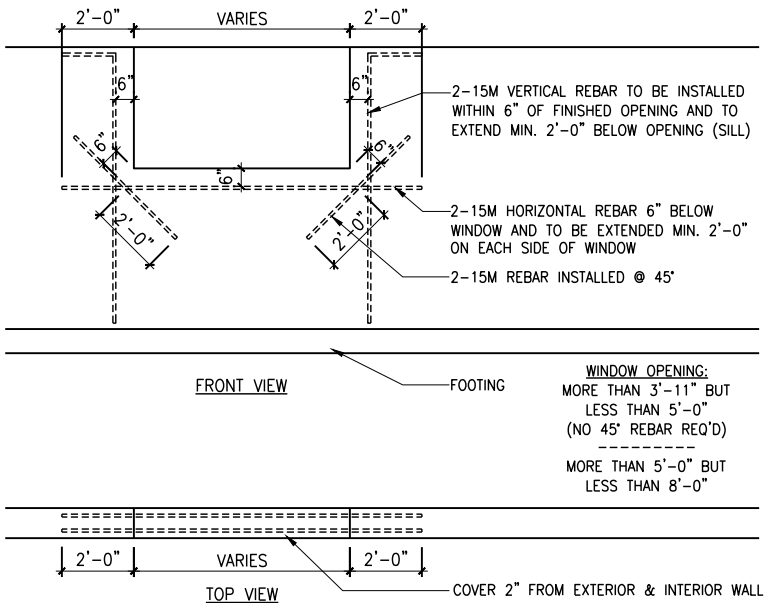 2'-0" VARIES 2'-0"
6" 6"
2-15M VERTICAL REBAR TO BE INSTALLED
WITHIN 6" OF FINISHED OPENING AND TO
EXTEND MIN. 2'-0" BELOW OPENING (SILL)
6" 6" 6"
2'-0" 2'-0"
2-15M HORIZONTAL REBAR 6" BELOW
WINDOW AND TO BE EXTENDED MIN. 2'-0"
ON EACH SIDE OF WINDOW
2-15M REBAR INSTALLED @ 45°
FRONT VIEW
FOOTING
WINDOW OPENING:
MORE THAN 3'-11" BUT
LESS THAN 5'-0"
(NO 45° REBAR REQ'D)
----------
MORE THAN 5'-0" BUT
LESS THAN 8'-0"
2'-0" VARIES 2'-0"
TOP VIEW
COVER 2" FROM EXTERIOR & INTERIOR WALL